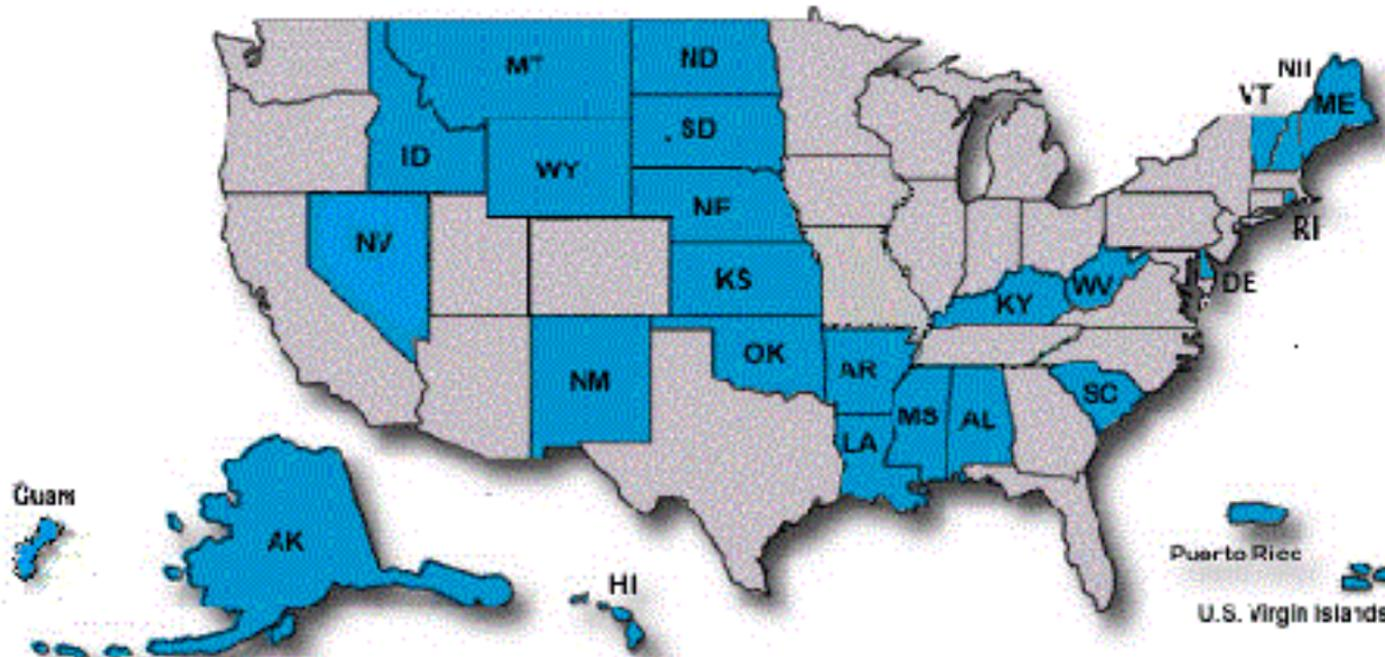 MT
ND
NH
VT
ME
SD
ID
WY
NE
NV
RI
KS
DE
WV
KY
OK
AR
NM
SC
MS
AL
LA
Guam
AK
Puerto Rico
HI
U.S. Virgin Islands